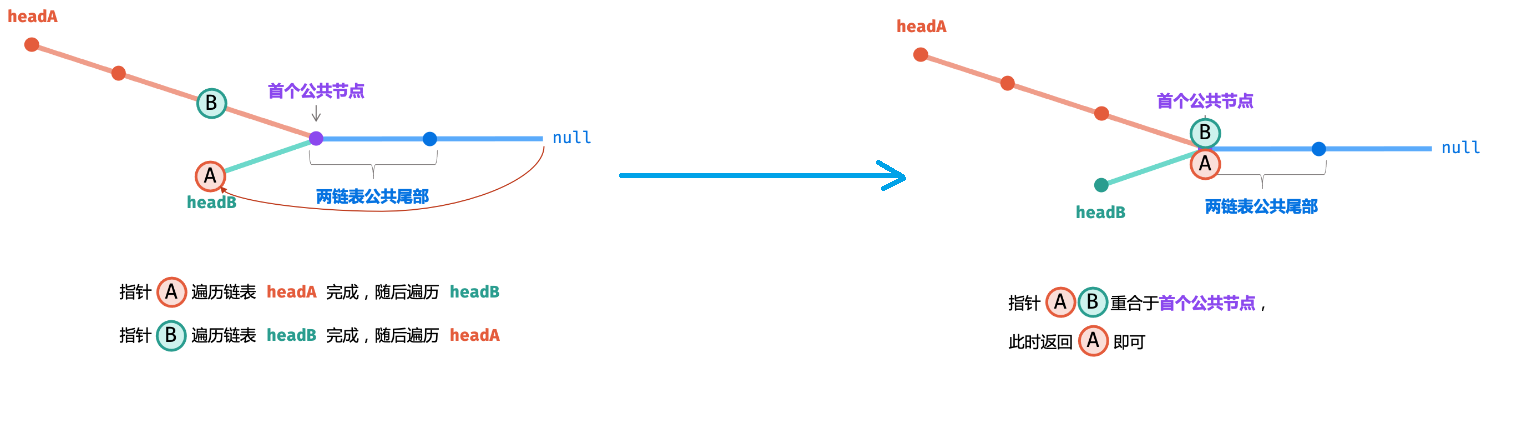 headA
B
首个公共节点
null
A
headB
两链表公共尾部
指针 A 遍历链表 headA 完成，随后遍历 headB
指针 B 遍历链表 headB 完成，随后遍历 headA
headA
首个公共节点
B
null
A
headB
两链表公共尾部
指针 A B 重合于首个公共节点，
此时返回 A 即可